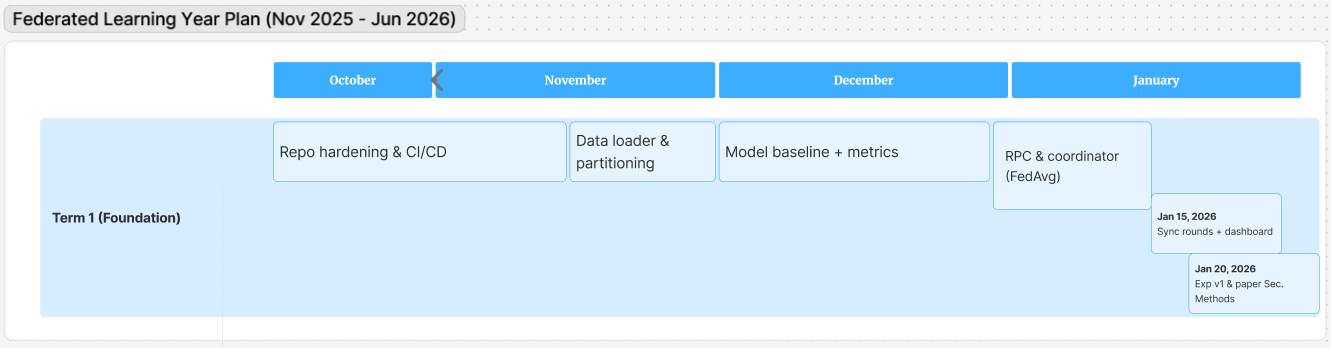 Federated Learning Year Plan (Nov 2025 - Jun 2026)
October
November
December
January
Repo hardening & CI/CD
Data loader &
partitioning
Model baseline + metrics
RPC & coordinator
(FedAvg)
Term 1 (Foundation)
Jan 15, 2026
Sync rounds + dashboard
Jan 20, 2026
Exp v1 & paper Sec.
Methods